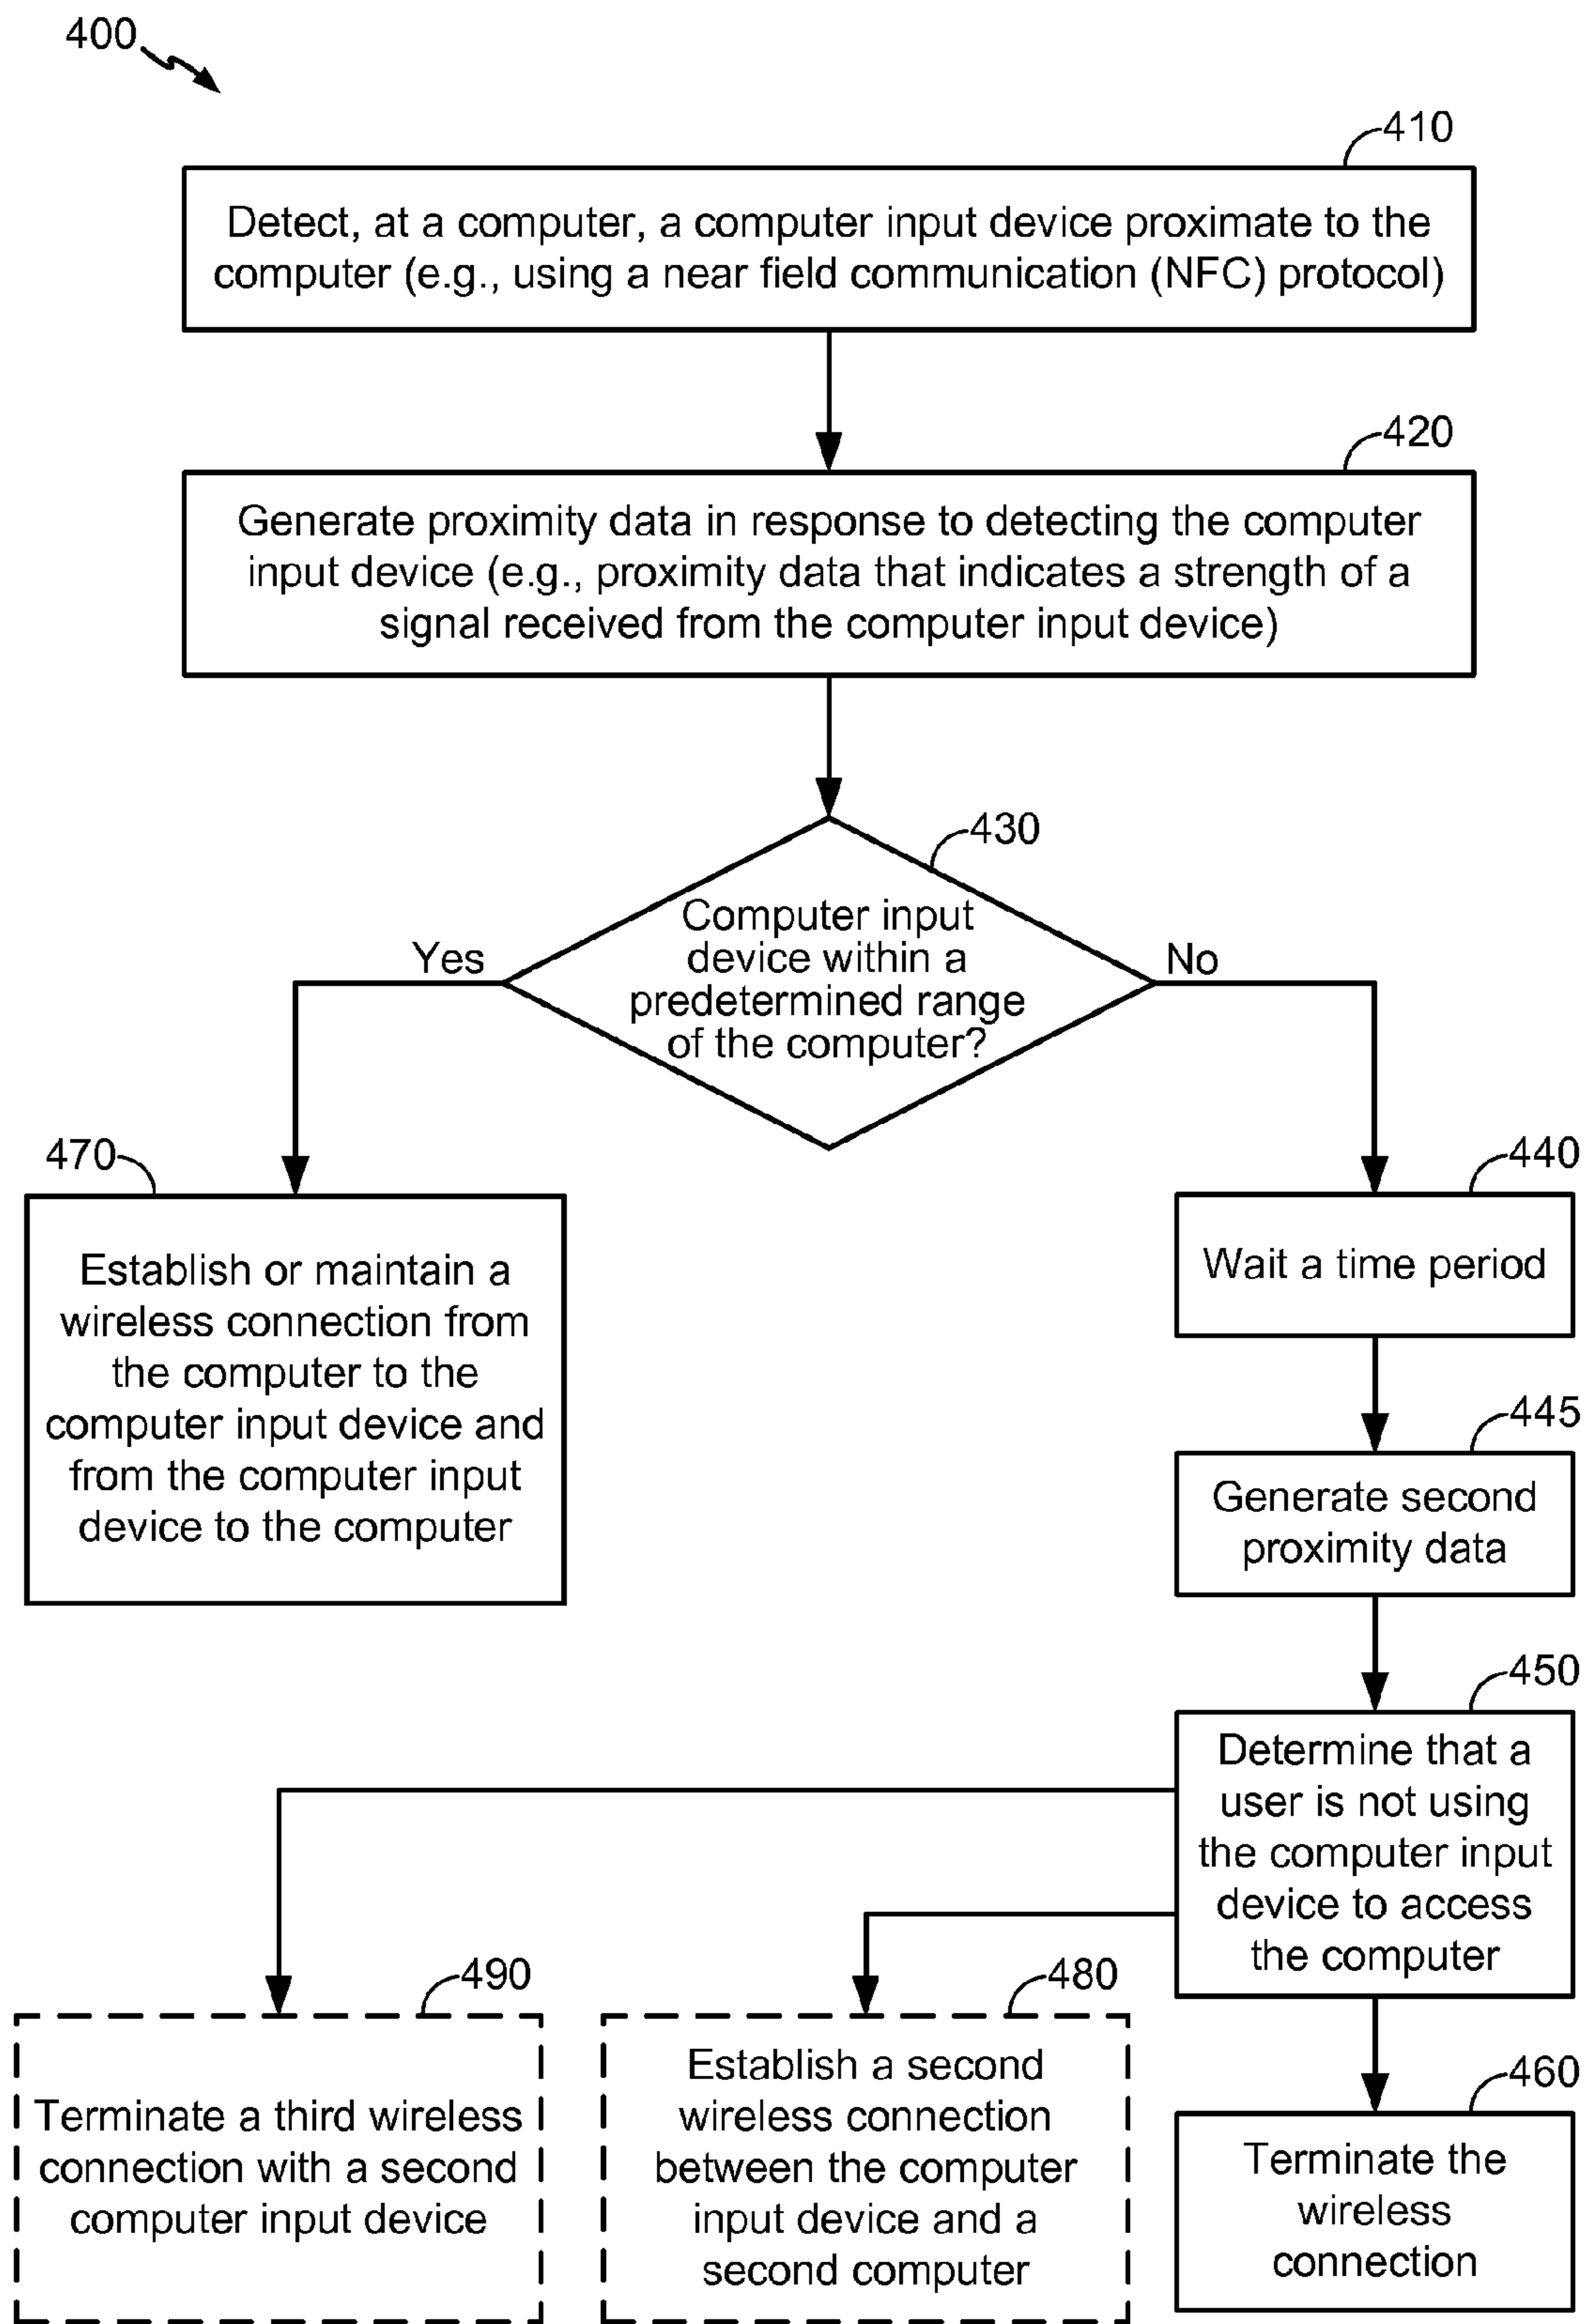 400
410
Detect, at a computer, a computer input device proximate to the
computer (e.g., using a near field communication (NFC) protocol)
420
Generate proximity data in response to detecting the computer
input device (e.g., proximity data that indicates a strength of a
signal received from the computer input device)
430
Computer input
device within a
predetermined range
of the computer?
Yes
No
470
Establish or maintain a
wireless connection from
the computer to the
computer input device and
from the computer input
device to the computer
440
Wait a time period
445
Generate second
proximity data
450
Determine that a
user is not using
the computer input
device to access
the computer
490
Terminate a third wireless
connection with a second
computer input device
480
Establish a second
wireless connection
between the computer
input device and a
second computer
460
Terminate the
wireless
connection